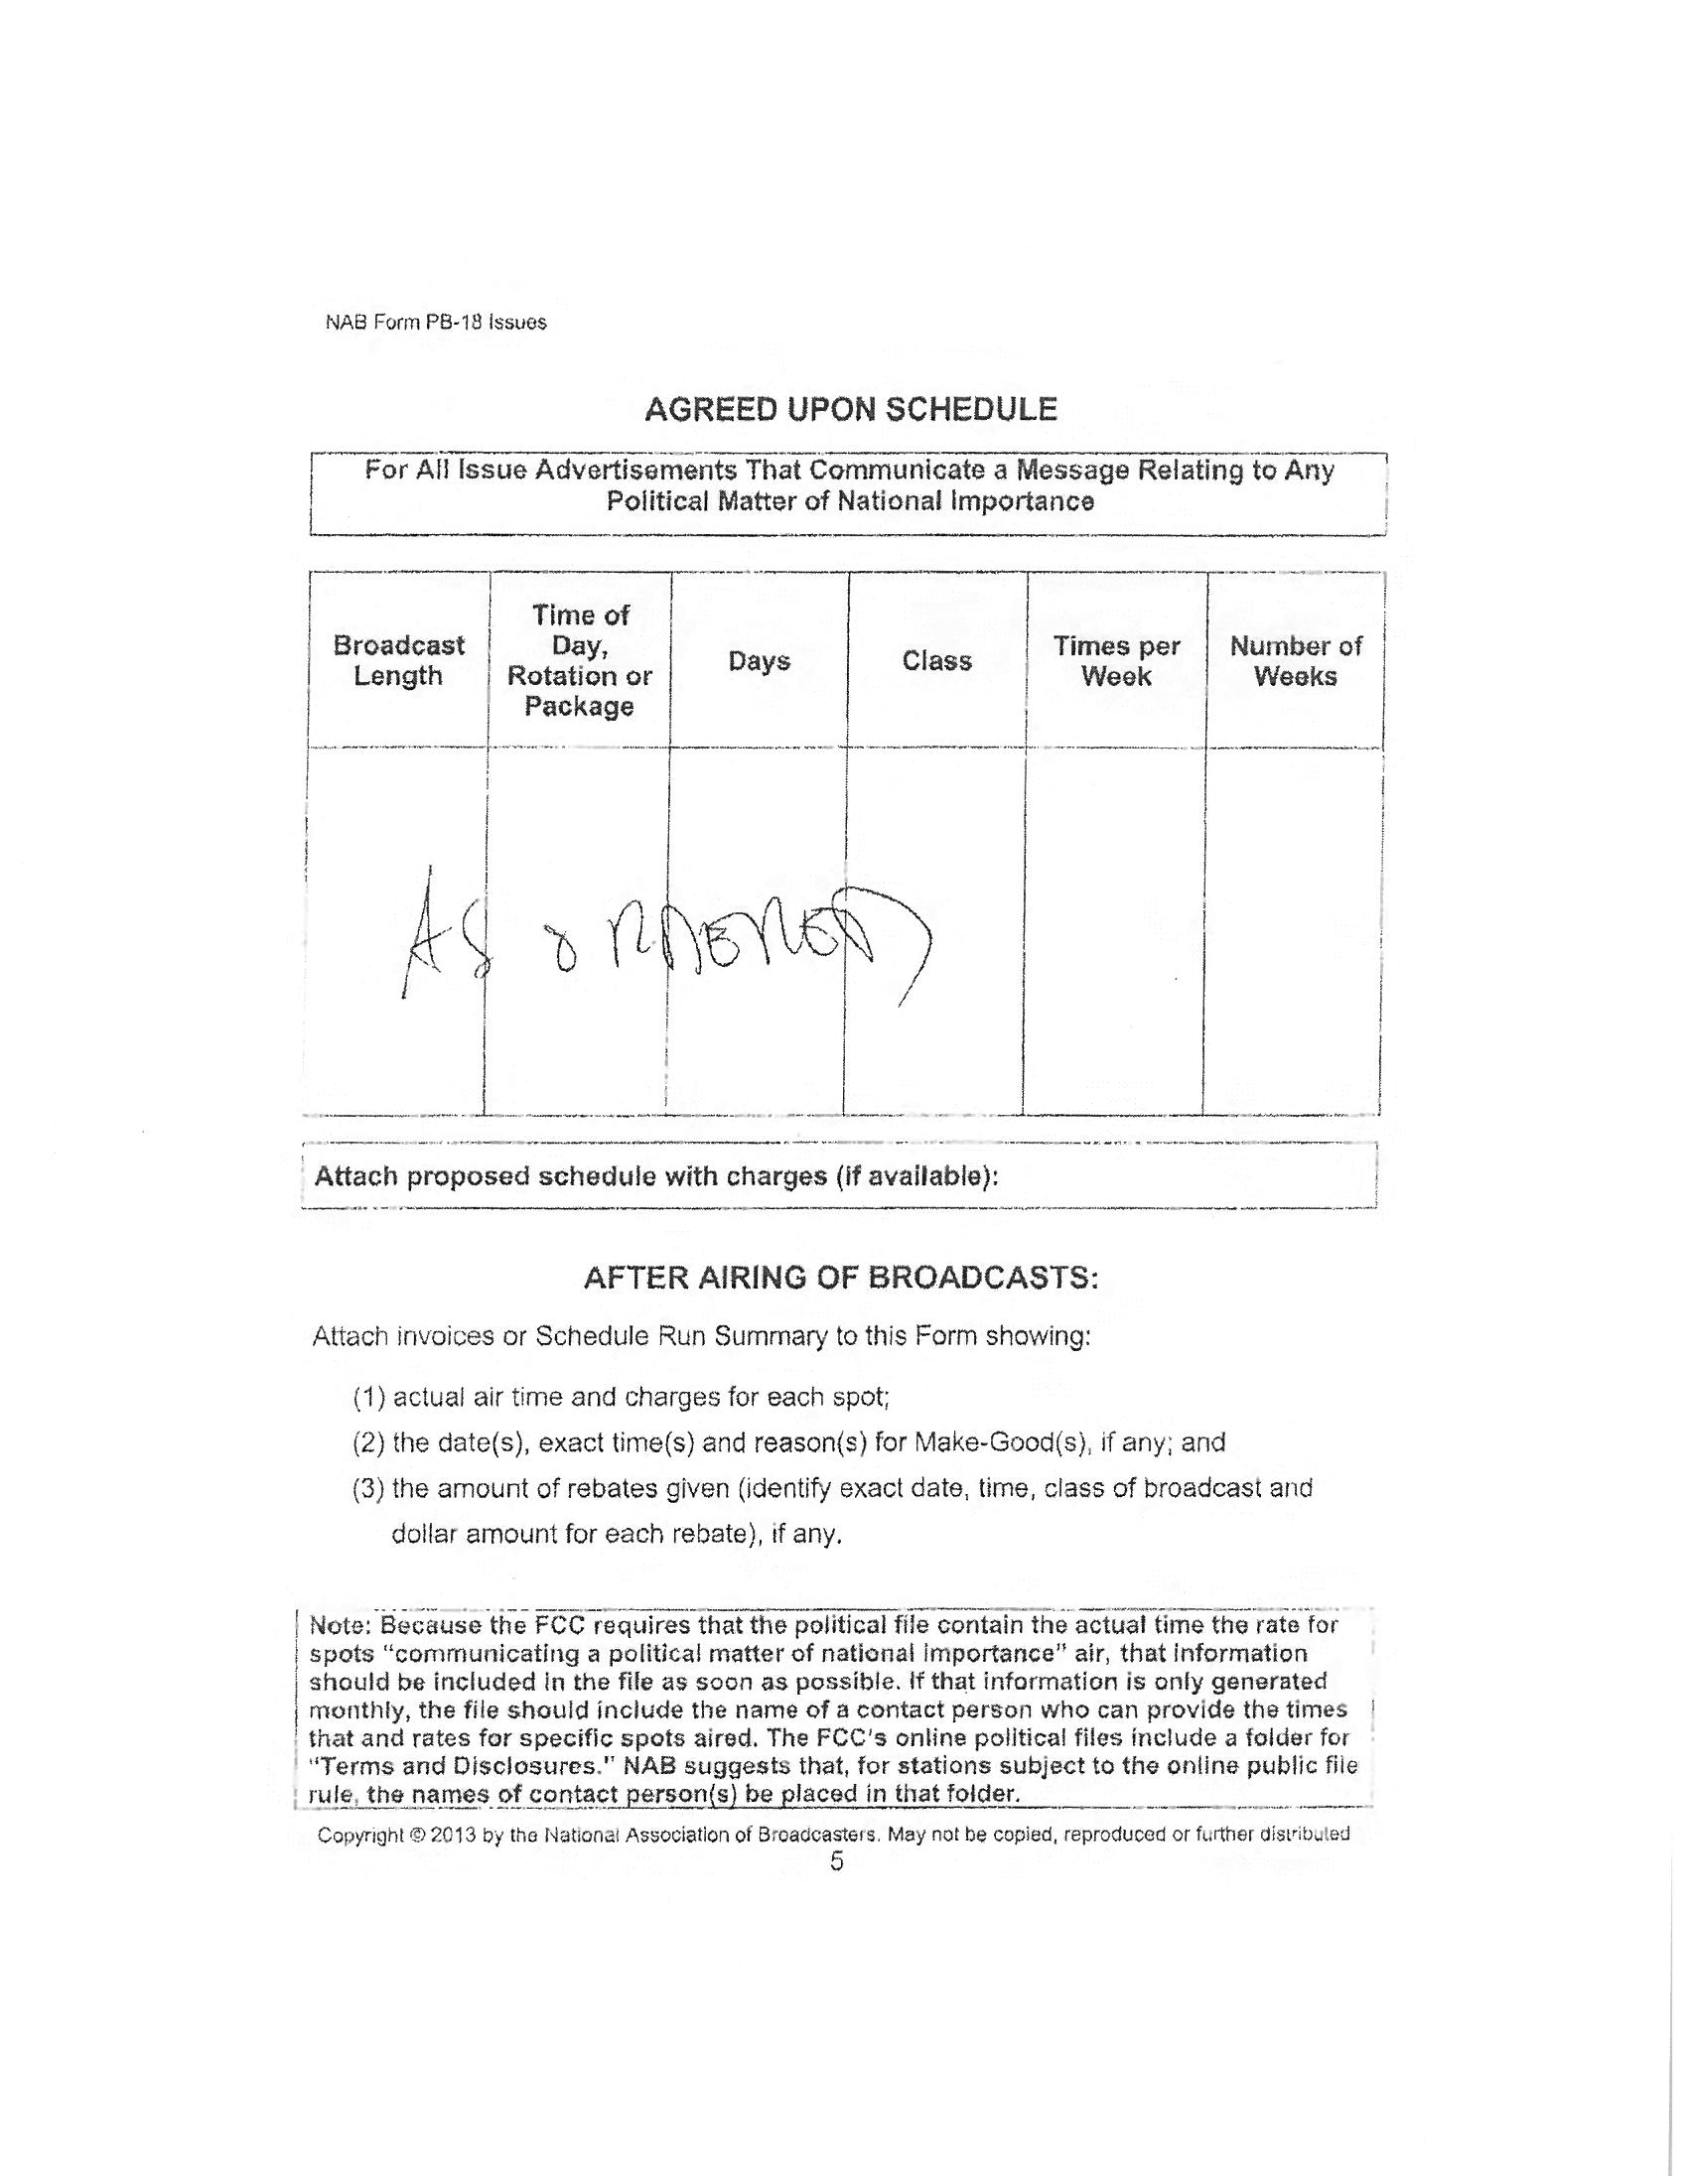 NAB Form PB-18 Issues
AGREED UPON SCHEDULE
For All Issue Advertisements That Communicate a Message Relating to Any
Political Matter of National Importance
Broadcast
Length
Time of
Day,
Rotation or
Package
Days
Class
Times per
Week
Number of
Weeks
AS ORDERED
Attach proposed schedule with charges (if available):
AFTER AIRING OF BROADCASTS:
Attach invoices or Schedule Run Summary to this Form showing:
(1) actual air time and charges for each spot;
(2) the date(s), exact time(s) and reason(s) for Make-Good(s), if any; and
(3) the amount of rebates given (identify exact date, time, class of broadcast and
dollar amount for each rebate), if any.
Note: Because the FCC requires that the political file contain the actual time the rate for
spots “communicating a political matter of national importance” air, that information
should be included in the file as soon as possible. If that information is only generated
monthly, the file should include the name of a contact person who can provide the times
that and rates for specific spots aired. The FCC's online political files include a folder for
“Terms and Disclosures.” NAB suggests that, for stations subject to the online public file
rule, the names of contact person(s) be placed in that folder.
Copyright © 2013 by the National Association of Broadcasters. May not be copied, reproduced or further distributed
5